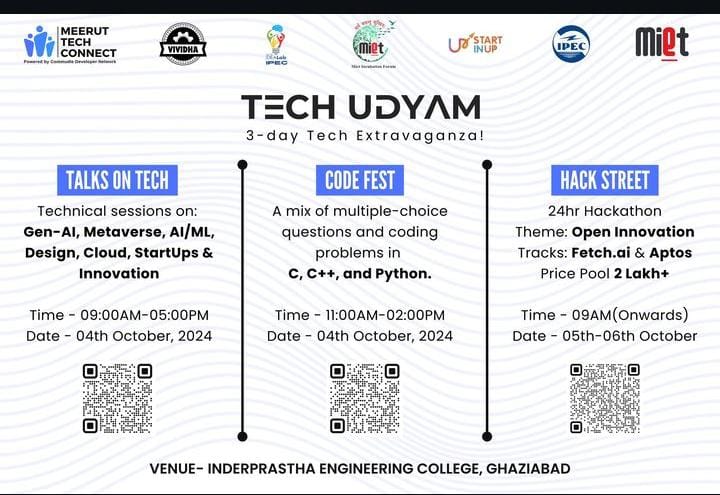 MEERUT
TECH
CONNECT
Powered by Commudle Developer Network
VIVIDHA
IDEA Lab
IPEC
miet
Miet Incubation Forum
START
IN UP
IPEC
Miet
TECH UDYAM
3-day Tech Extravaganza!
TALKS ON TECH
Technical sessions on:
Gen-AI, Metaverse, AI/ML,
Design, Cloud, StartUps &
Innovation
Time - 09:00AM-05:00PM
Date - 04th October, 2024
CODE FEST
A mix of multiple-choice
questions and coding
problems in
C, C++, and Python.
Time - 11:00AM-02:00PM
Date - 04th October, 2024
HACK STREET
24hr Hackathon
Theme: Open Innovation
Tracks: Fetch.ai & Aptos
Price Pool 2 Lakh+
Time - 09AM(Onwards)
Date - 05th-06th October
VENUE- INDERPRASTHA ENGINEERING COLLEGE, GHAZIABAD